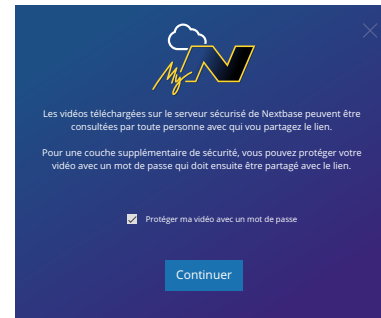 My N
Les vidéos téléchargées sur le serveur sécurisé de Nextbase peuvent être
consultées par toute personne avec qui vou partagez le lien.
Pour une couche supplémentaire de sécurité, vous pouvez protéger votre
vidéo avec un mot de passe qui doit ensuite être partagé avec le lien.
Protéger ma vidéo avec un mot de passe
Continuer